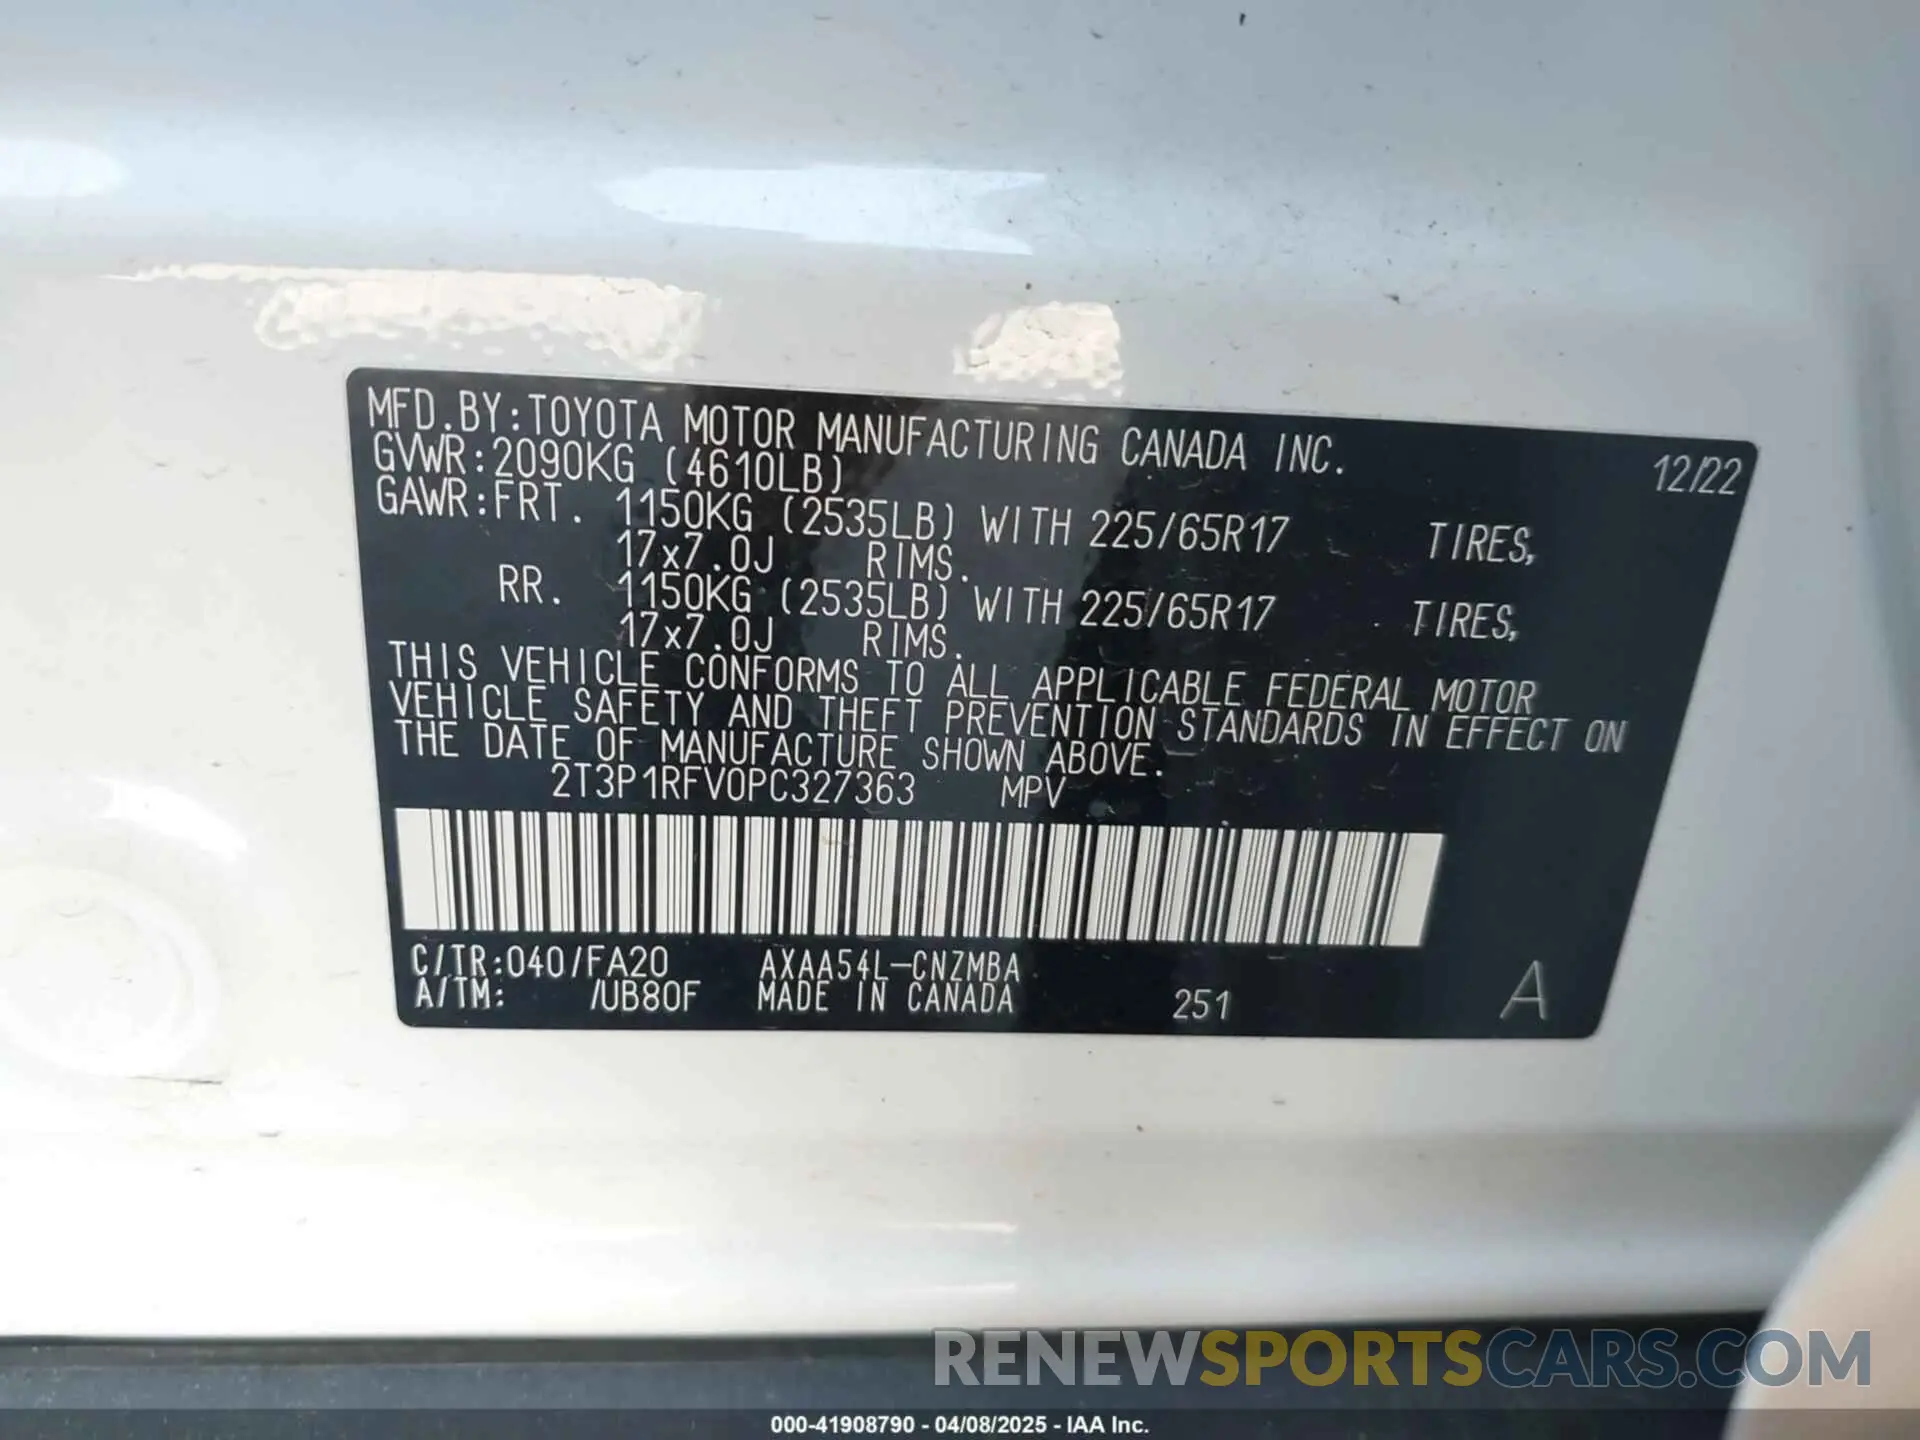 MFD.BY:TOYOTA MOTOR MANUFACTURING CANADA INC. 12/22
GVWR:2090KG (4610LB)
GAWR:FRT. 1150KG (2535LB) WITH 225/65R17 TIRES,
17x7.0J RIMS.
RR. 1150KG (2535LB) WITH 225/65R17 TIRES,
17x7.0J RIMS.
THIS VEHICLE CONFORMS TO ALL APPLICABLE FEDERAL MOTOR
VEHICLE SAFETY AND THEFT PREVENTION STANDARDS IN EFFECT ON
THE DATE OF MANUFACTURE SHOWN ABOVE.
2T3P1RFV0PC327363 MPV
C/TR:040/FA20 AXAA54L-CNZMBA
A/TM: /UB80F MADE IN CANADA 251 A
RENEWSPORTSCARS.COM
000-41908790 - 04/08/2025 - IAA Inc.